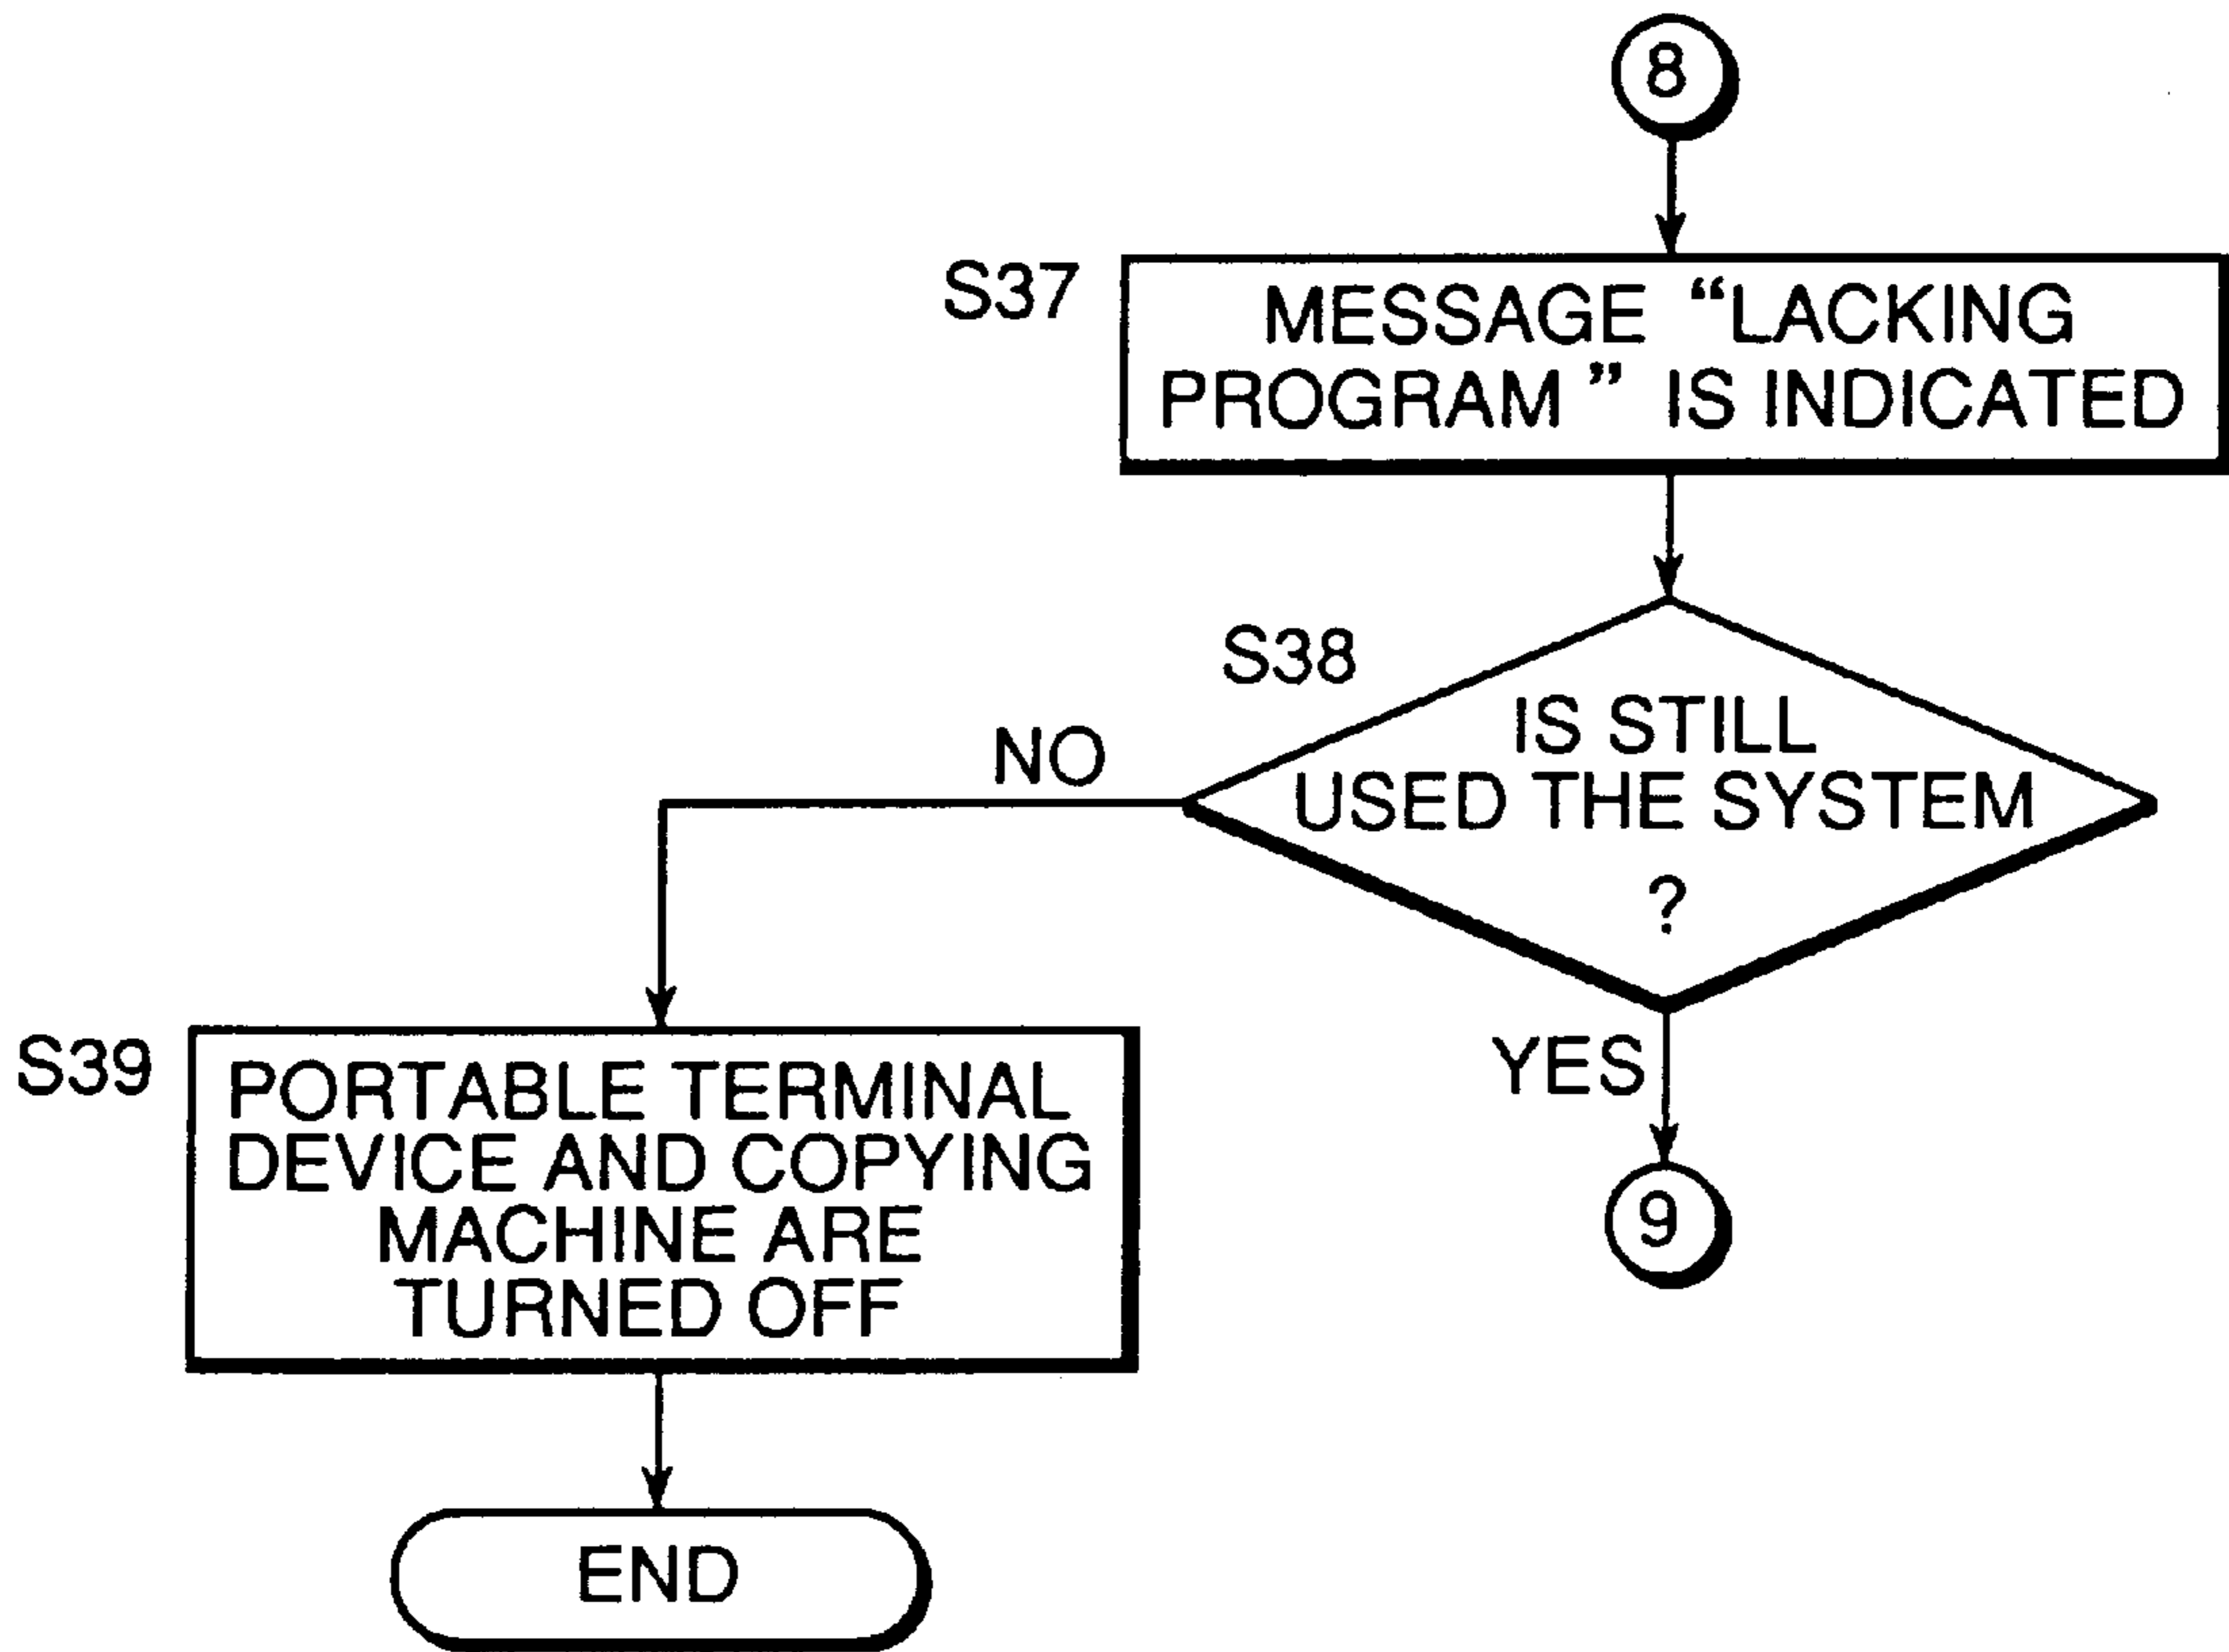 8
S37
MESSAGE “LACKING
PROGRAM ” IS INDICATED
S38
IS STILL
USED THE SYSTEM
?
NO
YES
S39
PORTABLE TERMINAL
DEVICE AND COPYING
MACHINE ARE
TURNED OFF
9
END